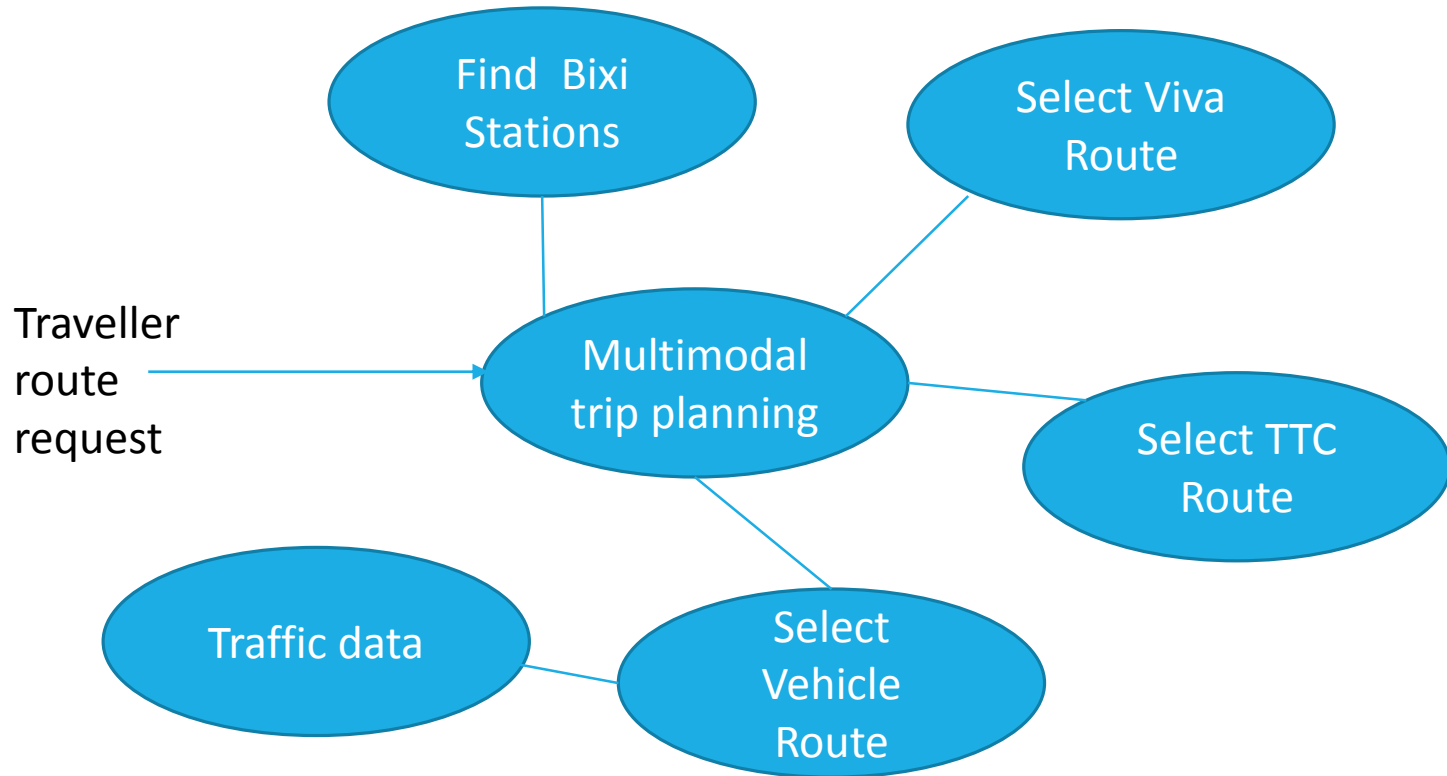 Find  Bixi
Stations
Select Viva
Route
Traveller
route
request
Multimodal
trip planning
Select TTC
Route
Traffic data
Select
Vehicle
Route